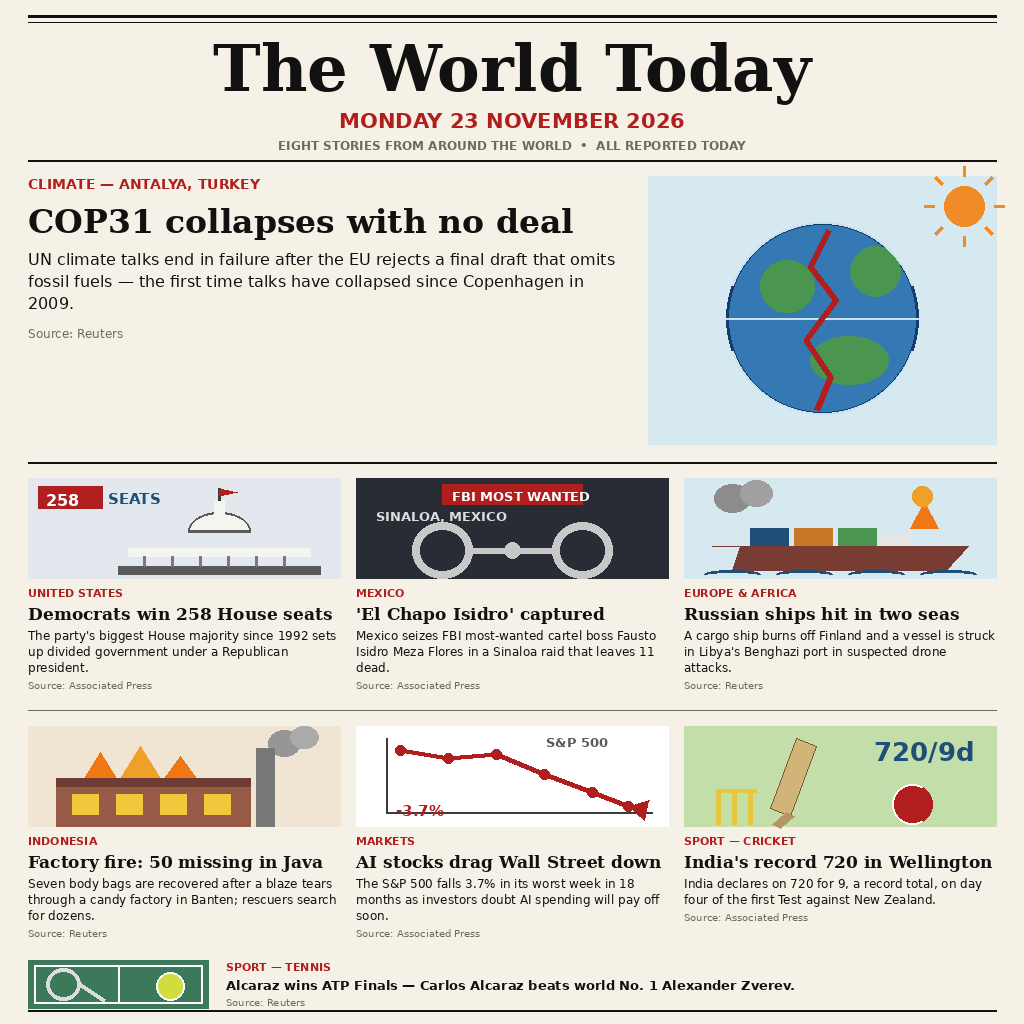 The World Today
MONDAY 23 NOVEMBER 2026
EIGHT STORIES FROM AROUND THE WORLD • ALL REPORTED TODAY
CLIMATE — ANTALYA, TURKEY
COP31 collapses with no deal
UN climate talks end in failure after the EU rejects a final draft that omits
fossil fuels — the first time talks have collapsed since Copenhagen in
2009.
Source: Reuters
258 SEATS
UNITED STATES
Democrats win 258 House seats
The party's biggest House majority since 1992 sets
up divided government under a Republican
president.
Source: Associated Press
FBI MOST WANTED
SINALOA, MEXICO
MEXICO
'El Chapo Isidro' captured
Mexico seizes FBI most-wanted cartel boss Fausto
Isidro Meza Flores in a Sinaloa raid that leaves 11
dead.
Source: Associated Press
EUROPE & AFRICA
Russian ships hit in two seas
A cargo ship burns off Finland and a vessel is struck
in Libya's Benghazi port in suspected drone
attacks.
Source: Reuters
INDONESIA
Factory fire: 50 missing in Java
Seven body bags are recovered after a blaze tears
through a candy factory in Banten; rescuers search
for dozens.
Source: Reuters
S&P 500
-3.7%
MARKETS
AI stocks drag Wall Street down
The S&P 500 falls 3.7% in its worst week in 18
months as investors doubt AI spending will pay off
soon.
Source: Associated Press
720/9d
SPORT — CRICKET
India's record 720 in Wellington
India declares on 720 for 9, a record total, on day
four of the first Test against New Zealand.
Source: Associated Press
SPORT — TENNIS
Alcaraz wins ATP Finals — Carlos Alcaraz beats world No. 1 Alexander Zverev.
Source: Reuters